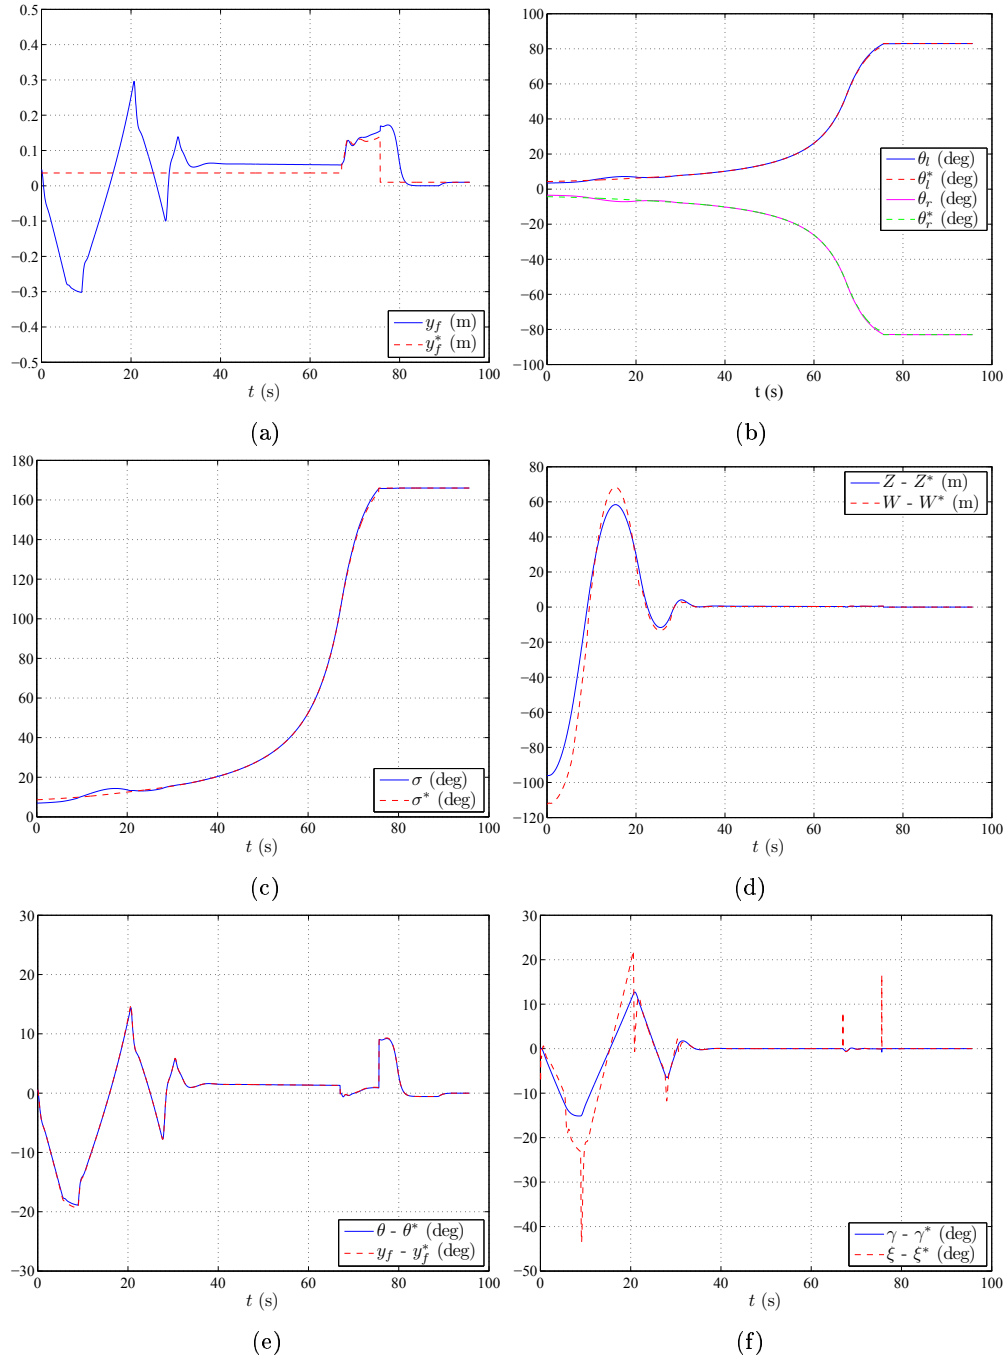 0.5
0.4
0.3
0.2
0.1
0
−0.1
−0.2
−0.3
−0.4
−0.5
0 20 40 60 80 100
t (s)
y_f (m)
y_f^* (m)
(a)
80
60
40
20
0
−20
−40
−60
−80
−100
0 20 40 60 80 100
t (s)
θ_l (deg)
θ_l^* (deg)
θ_r (deg)
θ_r^* (deg)
(b)
180
160
140
120
100
80
60
40
20
0
0 20 40 60 80 100
t (s)
σ (deg)
σ* (deg)
(c)
80
60
40
20
0
−20
−40
−60
−80
−100
−120
0 20 40 60 80 100
t (s)
Z - Z* (m)
W - W* (m)
(d)
30
20
10
0
−10
−20
−30
0 20 40 60 80 100
t (s)
θ - θ* (deg)
y_f - y_f^* (deg)
(e)
30
20
10
0
−10
−20
−30
−40
−50
0 20 40 60 80 100
t (s)
γ - γ* (deg)
ξ - ξ* (deg)
(f)